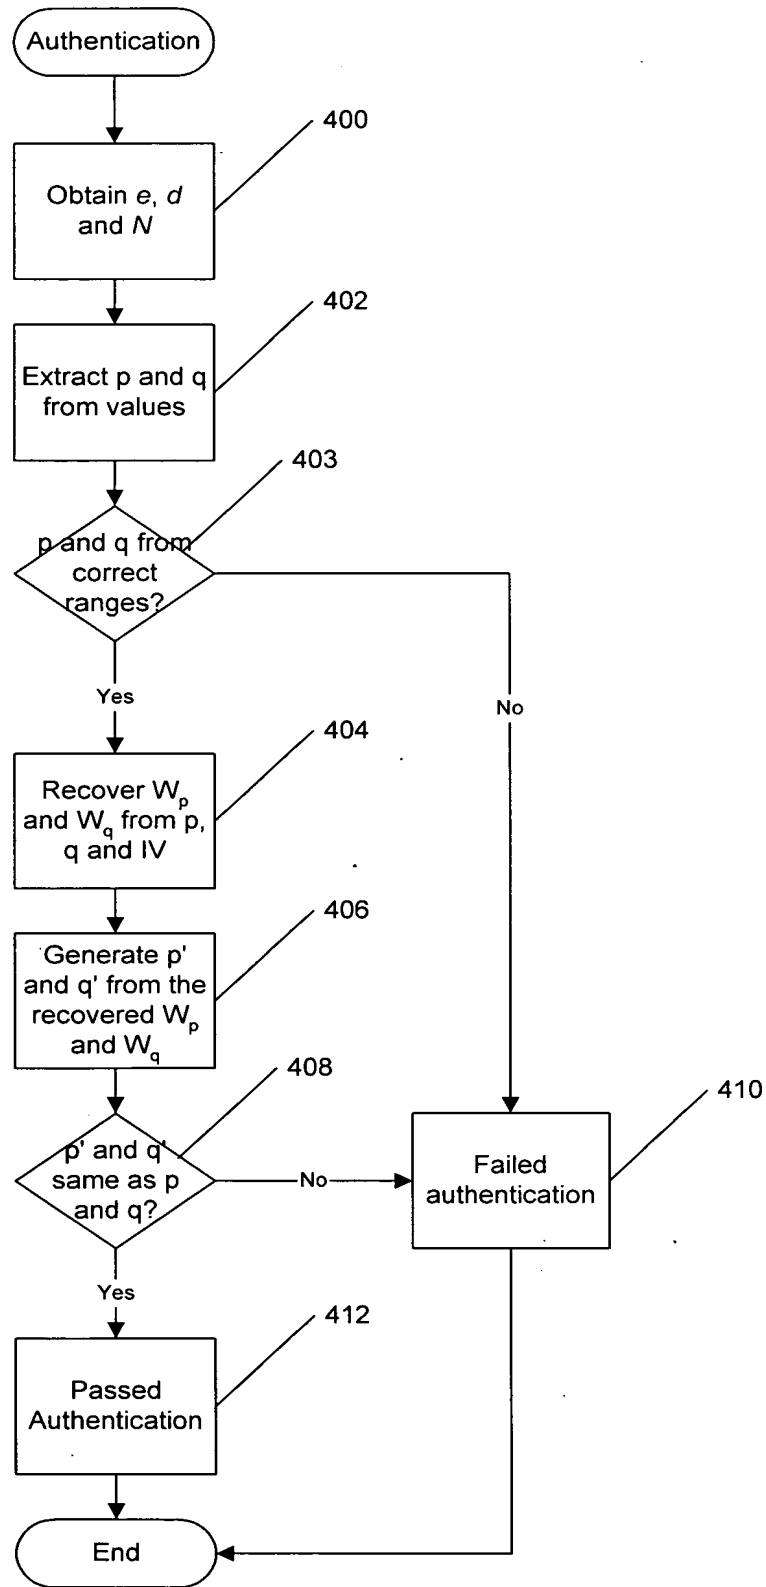 Authentication
400
Obtain e, d
and N
402
Extract p and q
from values
403
p and q from
correct
ranges?
Yes
No
404
Recover Wp
and Wq from p,
q and IV
406
Generate p'
and q' from the
recovered Wp
and Wq
408
p' and q'
same as p
and q?
No
410
Failed
authentication
Yes
412
Passed
Authentication
End